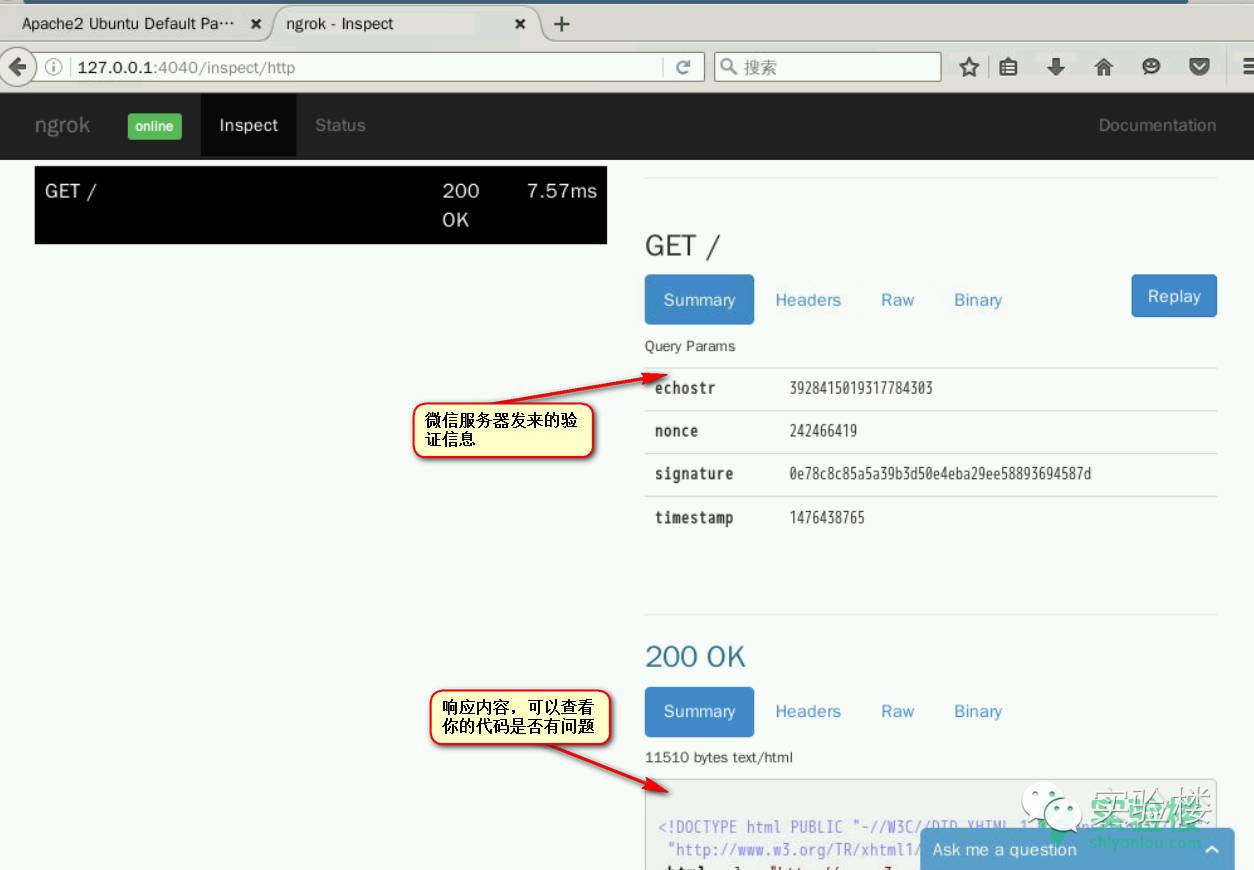 Apache2 Ubuntu Default Pa···
ngrok - Inspect
127.0.0.1:4040/inspect/http
搜索
ngrok online Inspect Status Documentation
GET / 200 OK 7.57ms
GET /
Summary Headers Raw Binary Replay
Query Params
echostr 3928415019317784303
nonce 242466419
signature 0e78c8c85a5a39b3d50e4eba29ee58893694587d
timestamp 1476438765
微信服务器发来的验
证信息
200 OK
Summary Headers Raw Binary
11510 bytes text/html
响应内容，可以查看
你的代码是否有问题
<!DOCTYPE html PUBLIC "-//W3C//DTD XHTML 1
"http://www.w3.org/TR/xhtml1/
实验楼
实验楼
shiyanlou.com
Ask me a question